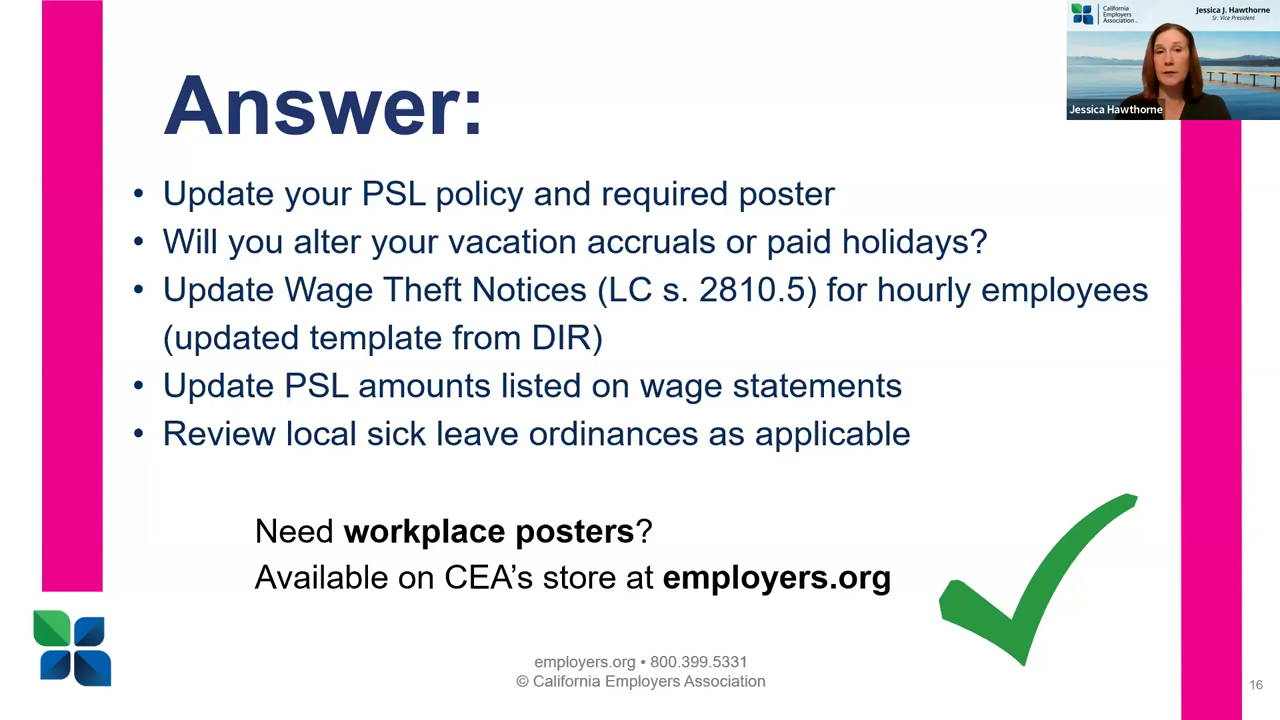 California
Employers
Association
Jessica J. Hawthorne
Sr. Vice President
Jessica Hawthorne
Answer:
• Update your PSL policy and required poster
• Will you alter your vacation accruals or paid holidays?
• Update Wage Theft Notices (LC s. 2810.5) for hourly employees
(updated template from DIR)
• Update PSL amounts listed on wage statements
• Review local sick leave ordinances as applicable
Need workplace posters?
Available on CEA’s store at employers.org
employers.org • 800.399.5331
© California Employers Association
16